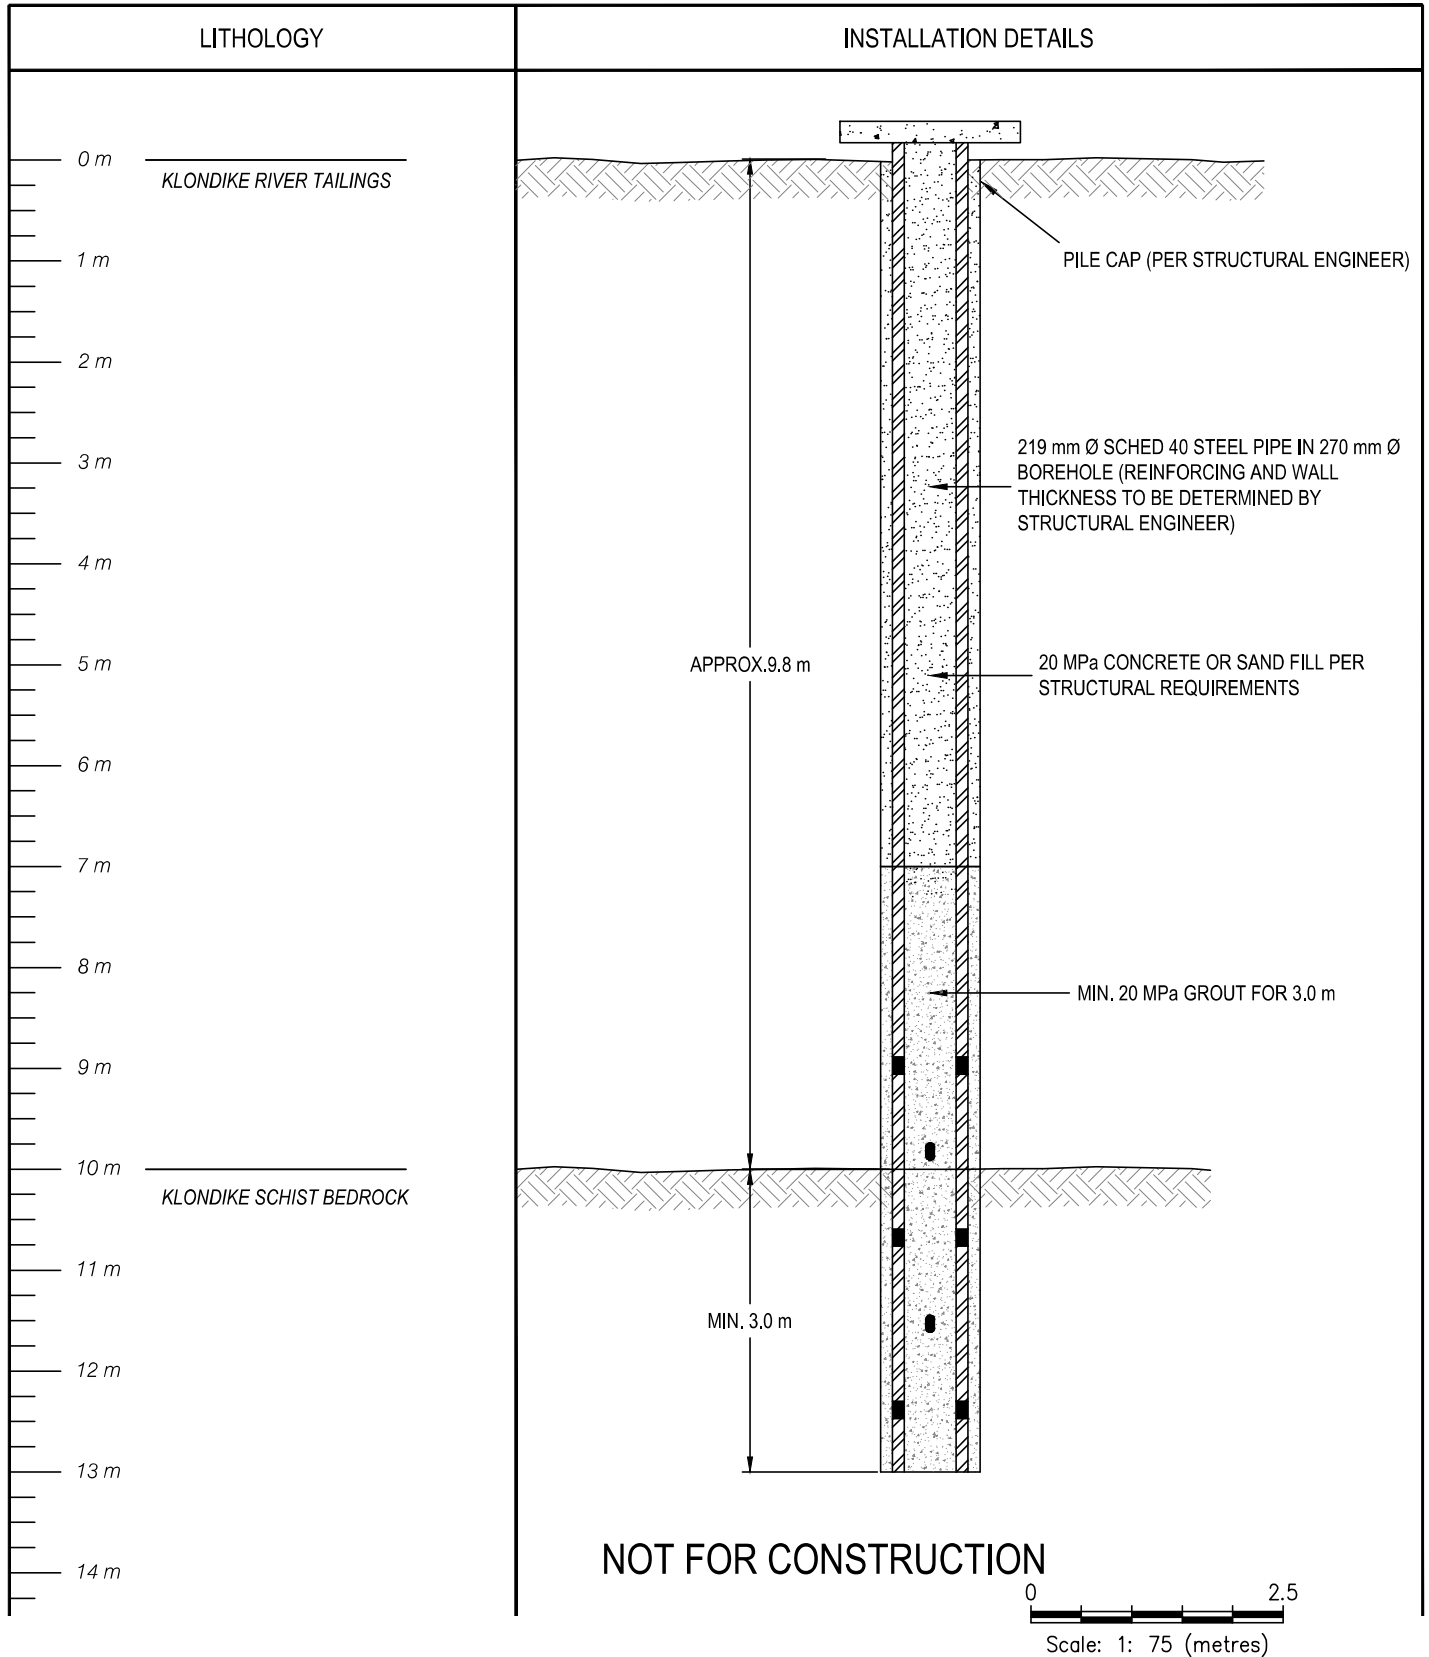 LITHOLOGY
INSTALLATION DETAILS
0 m
KLONDIKE RIVER TAILINGS
1 m
PILE CAP (PER STRUCTURAL ENGINEER)
2 m
3 m
219 mm Ø SCHED 40 STEEL PIPE IN 270 mm Ø
BOREHOLE (REINFORCING AND WALL
THICKNESS TO BE DETERMINED BY
STRUCTURAL ENGINEER)
4 m
5 m
APPROX.9.8 m
20 MPa CONCRETE OR SAND FILL PER
STRUCTURAL REQUIREMENTS
6 m
7 m
8 m
MIN. 20 MPa GROUT FOR 3.0 m
9 m
10 m
KLONDIKE SCHIST BEDROCK
11 m
MIN. 3.0 m
12 m
13 m
NOT FOR CONSTRUCTION
14 m
0 2.5
Scale: 1: 75 (metres)